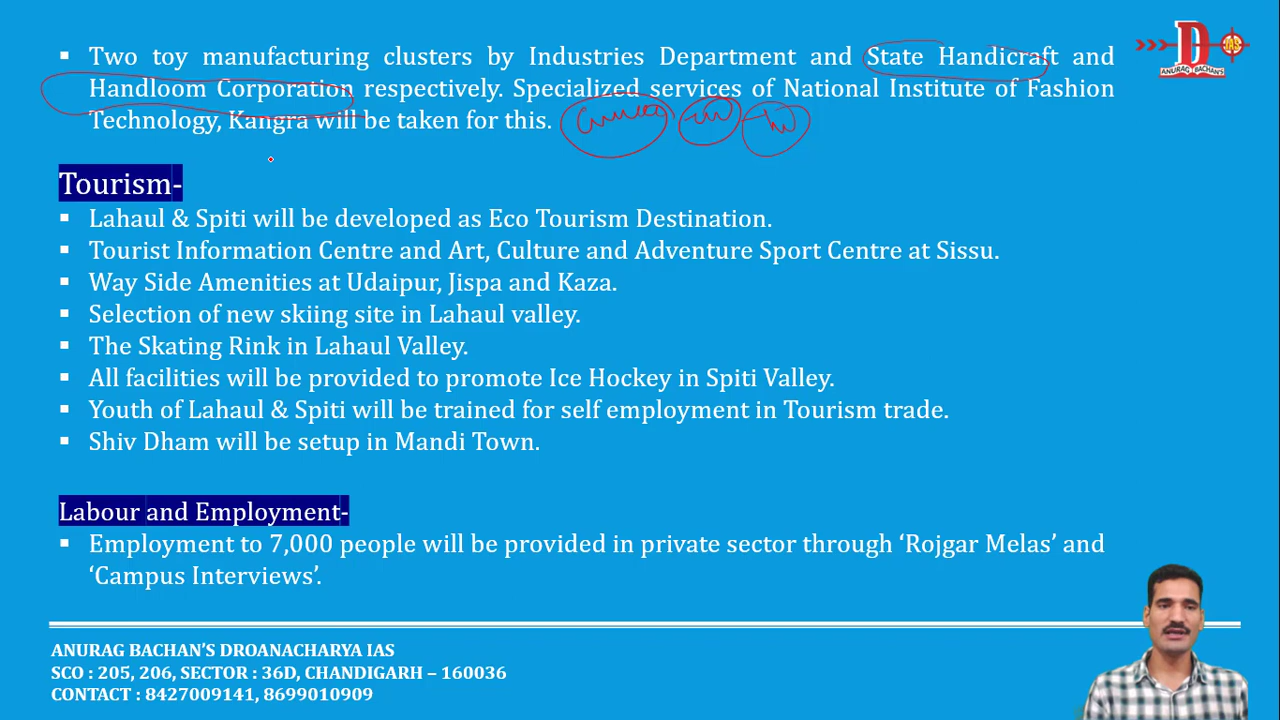 ▪ Two toy manufacturing clusters by Industries Department and State Handicraft and
Handloom Corporation respectively. Specialized services of National Institute of Fashion
Technology, Kangra will be taken for this.
D IAS
ANURAG BACHAN'S
Tourism-
▪ Lahaul & Spiti will be developed as Eco Tourism Destination.
▪ Tourist Information Centre and Art, Culture and Adventure Sport Centre at Sissu.
▪ Way Side Amenities at Udaipur, Jispa and Kaza.
▪ Selection of new skiing site in Lahaul valley.
▪ The Skating Rink in Lahaul Valley.
▪ All facilities will be provided to promote Ice Hockey in Spiti Valley.
▪ Youth of Lahaul & Spiti will be trained for self employment in Tourism trade.
▪ Shiv Dham will be setup in Mandi Town.
Labour and Employment-
▪ Employment to 7,000 people will be provided in private sector through ‘Rojgar Melas’ and
‘Campus Interviews’.
ANURAG BACHAN’S DROANACHARYA IAS
SCO : 205, 206, SECTOR : 36D, CHANDIGARH – 160036
CONTACT : 8427009141, 8699010909